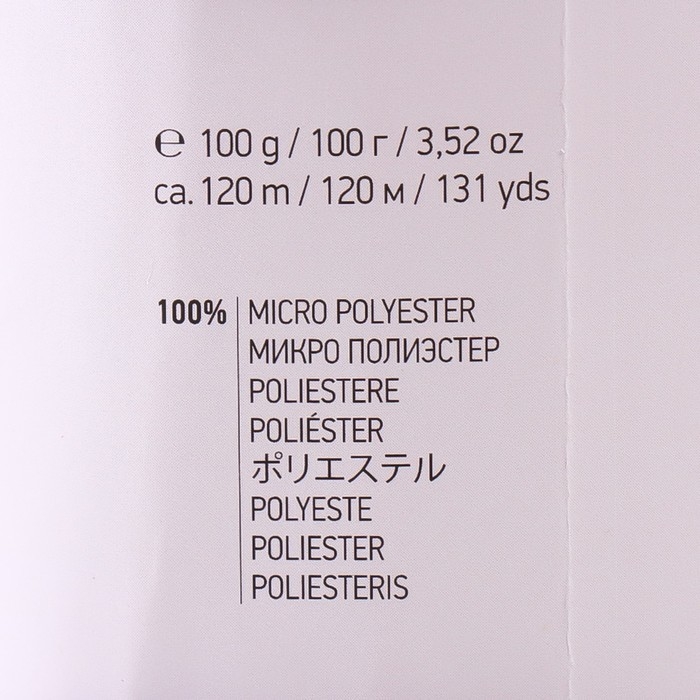 ℮ 100 g / 100 г / 3,52 oz
ca. 120 m / 120 м / 131 yds
100% MICRO POLYESTER
МИКРО ПОЛИЭСТЕР
POLIESTERE
POLIÉSTER
ポリエステル
POLYESTE
POLIESTER
POLIESTERIS